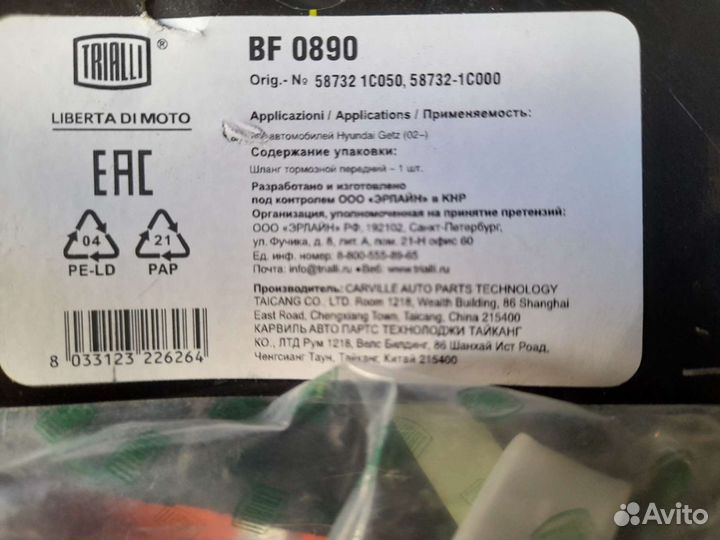 TRIALLI®
LIBERTA DI MOTO
EAC
04
PE-LD
21
PAP
8 033123 226264
BF 0890
Orig.- № 58732 1C050, 58732-1C000
Applicazioni / Applications / Применяемость:
автомобилей Hyundai Getz (02–)
Содержание упаковки:
Шланг тормозной передний – 1 шт.
Разработано и изготовлено
под контролем ООО «ЭРЛАЙН» в КНР
Организация, уполномоченная на принятие претензий:
ООО «ЭРЛАЙН» РФ, 192102, Санкт-Петербург,
ул. Фучика, д. 8, лит А, пом. 21-Н офис 60
Ед. инф. номер: 8-800-555-89-65
Почта: info@trialli.ru ● Веб: www.trialli.ru
Производитель: CARVILLE AUTO PARTS TECHNOLOGY
TAICANG CO., LTD. Room 1218, Wealth Building, 86 Shanghai
East Road, Chengxiang Town, Taicang, China 215400
КАРВИЛЬ АВТО ПАРТС ТЕХНОЛОДЖИ ТАЙКАНГ
КО., ЛТД Рум 1218, Велс Билдинг, 86 Шанхай Ист Роад,
Ченгсианг Таун, Тайканг, Китай 215400
Avito